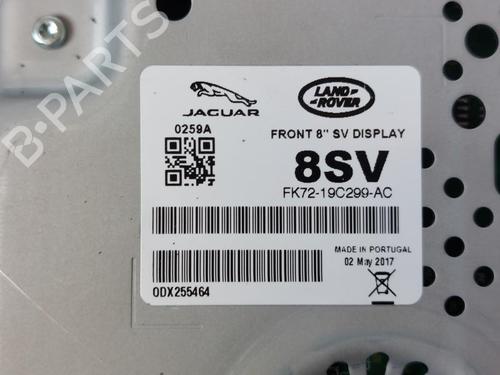 JAGUAR
LAND
ROVER
0259A
FRONT 8" SV DISPLAY
8SV
FK72-19C299-AC
MADE IN PORTUGAL
02 May 2017
ODX255464
B-PARTS